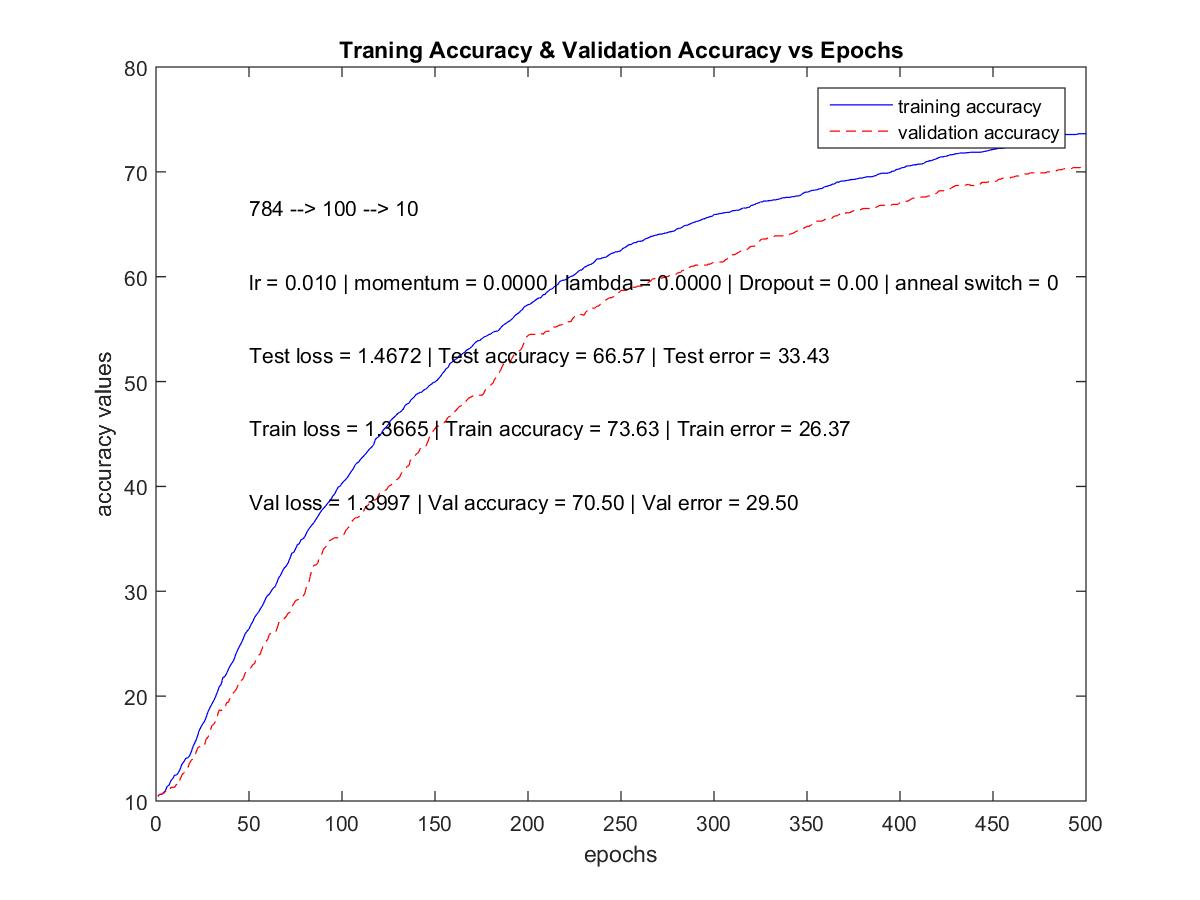 Traning Accuracy & Validation Accuracy vs Epochs
80
training accuracy
validation accuracy
70
784 --> 100 --> 10
60
lr = 0.010 | momentum = 0.0000 | lambda = 0.0000 | Dropout = 0.00 | anneal switch = 0
Test loss = 1.4672 | Test accuracy = 66.57 | Test error = 33.43
50
Train loss = 1.3665 | Train accuracy = 73.63 | Train error = 26.37
40
Val loss = 1.3997 | Val accuracy = 70.50 | Val error = 29.50
30
20
10
accuracy values
0 50 100 150 200 250 300 350 400 450 500
epochs